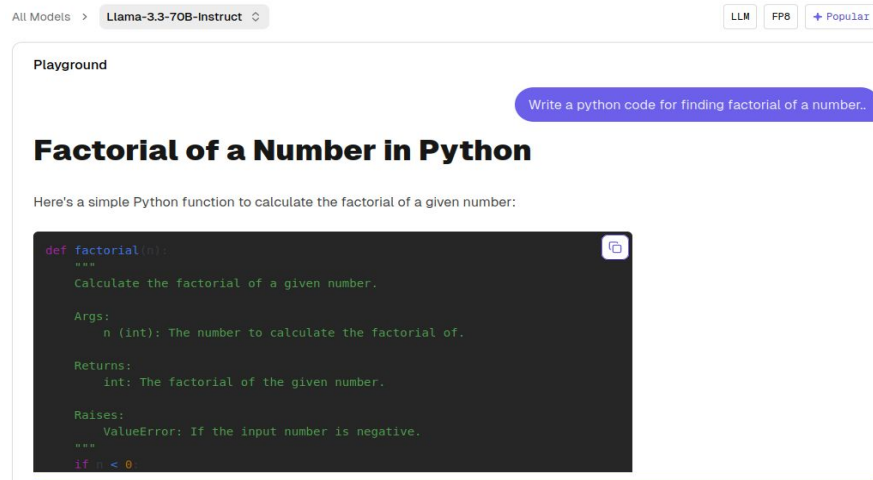 All Models > Llama-3.3-70B-Instruct
LLM FP8 Popular
Playground
Write a python code for finding factorial of a number..
Factorial of a Number in Python
Here's a simple Python function to calculate the factorial of a given number:
def factorial(n):
"""
Calculate the factorial of a given number.
Args:
n (int): The number to calculate the factorial of.
Returns:
int: The factorial of the given number.
Raises:
ValueError: If the input number is negative.
"""
if n < 0